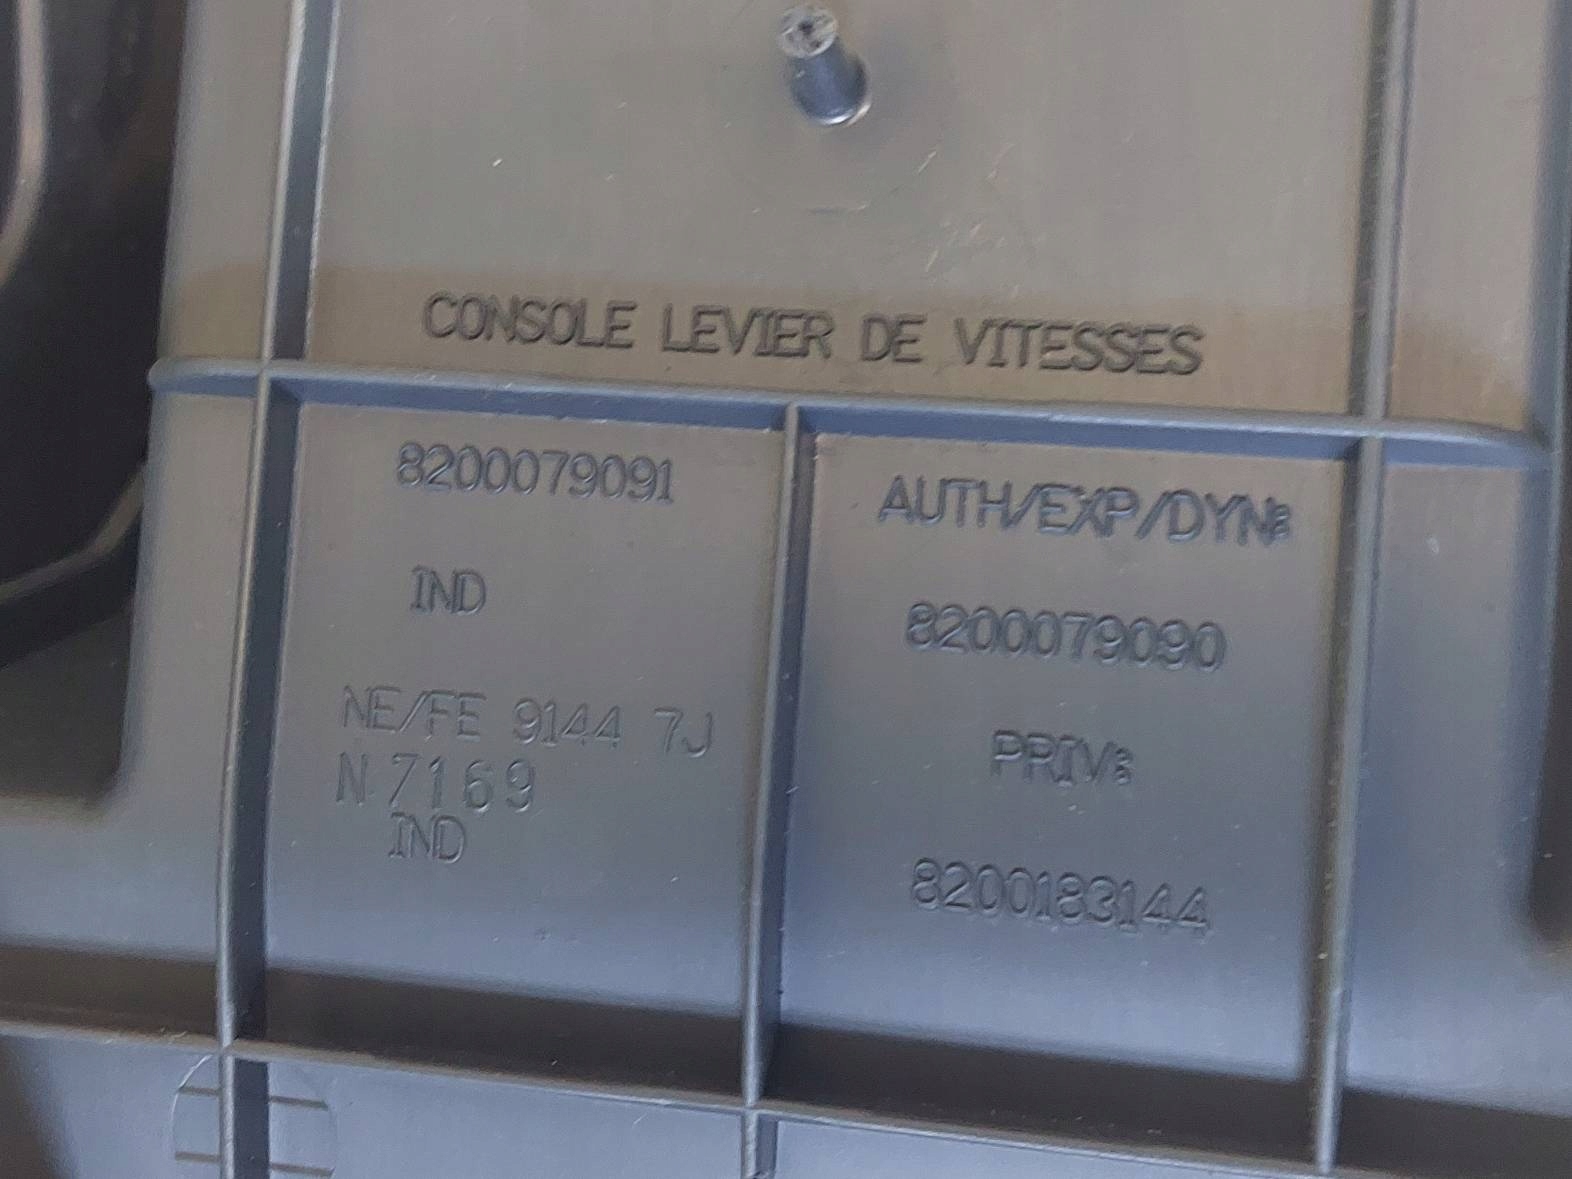 CONSOLE LEVIER DE VITESSES
8200079091
IND
NE/FE 9144 7J
N.7169
IND
AUTH/EXP/DYN:
8200079090
PRIV:
8200183144